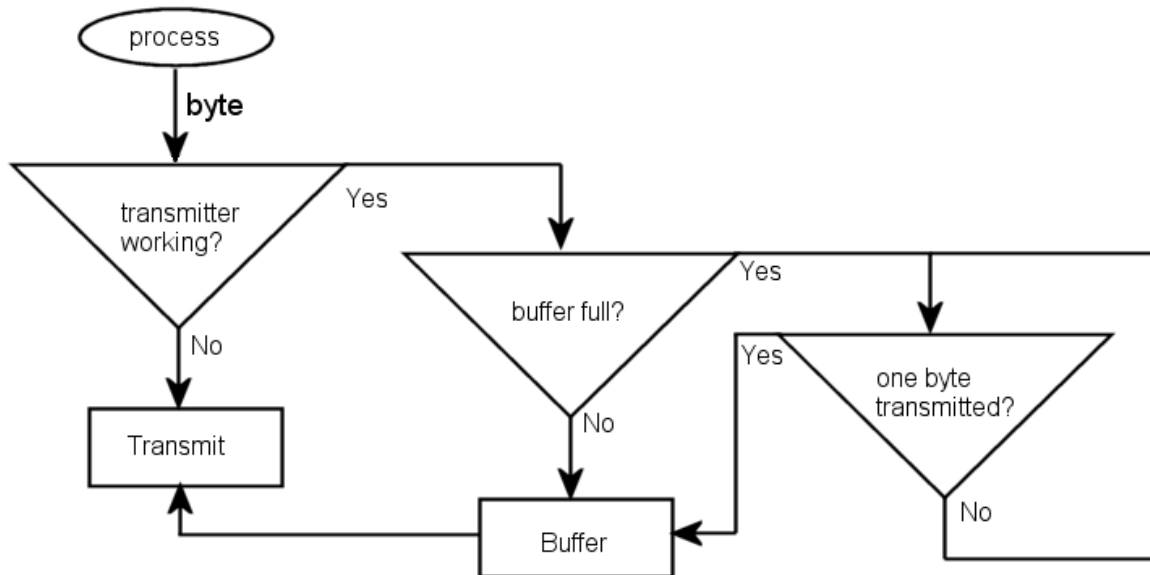 process
byte
transmitter
working?
Yes
No
Transmit
buffer full?
Yes
No
Buffer
one byte
transmitted?
Yes
No